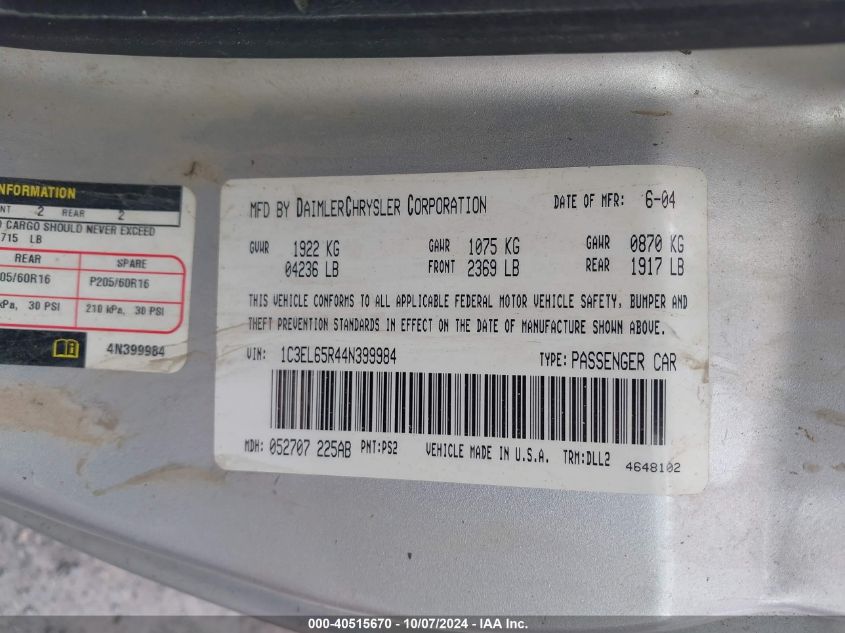 NFORMATION
NT 2 REAR 2
CARGO SHOULD NEVER EXCEED
715 LB
REAR SPARE
05/60R16 P205/60R16
kPa, 30 PSI 210 kPa, 30 PSI
4N399984
MFD BY DAIMLERCHRYSLER CORPORATION DATE OF MFR: 6-04
GVWR 1922 KG GAWR 1075 KG GAWR 0870 KG
04236 LB FRONT 2369 LB REAR 1917 LB
THIS VEHICLE CONFORMS TO ALL APPLICABLE FEDERAL MOTOR VEHICLE SAFETY, BUMPER AND
THEFT PREVENTION STANDARDS IN EFFECT ON THE DATE OF MANUFACTURE SHOWN ABOVE.
VIN: 1C3EL65R44N399984 TYPE: PASSENGER CAR
MDH: 052707 225AB PNT:PS2 VEHICLE MADE IN U.S.A. TRM:DLL2 4648102
000-40515670 - 10/07/2024 - IAA Inc.